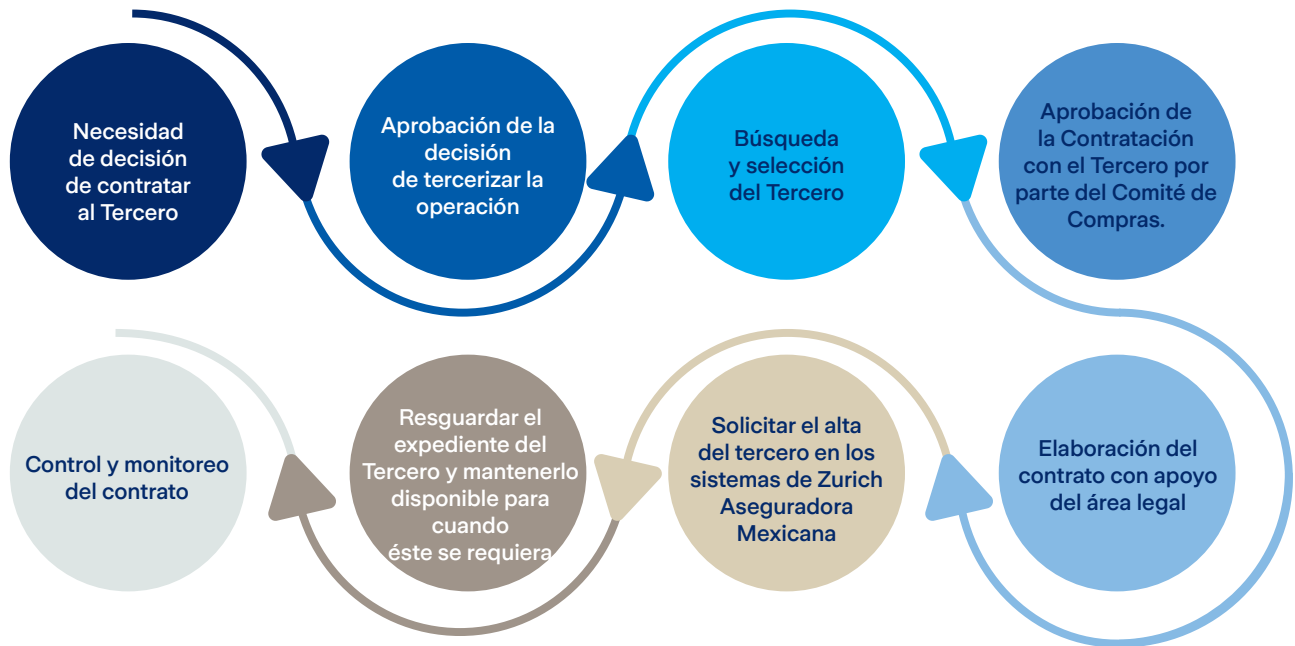 Necesidad
de decisión
de contratar
al Tercero
Aprobación de la
decisión
de tercerizar la
operación
Búsqueda
y selección
del Tercero
Aprobación de
la Contratación
con el Tercero por
parte del Comité de
Compras.
Elaboración del
contrato con apoyo
del área legal
Solicitar el alta
del tercero en los
sistemas de Zurich
Aseguradora
Mexicana
Resguardar el
expediente del
Tercero y mantenerlo
disponible para
cuando
éste se requiera
Control y monitoreo
del contrato